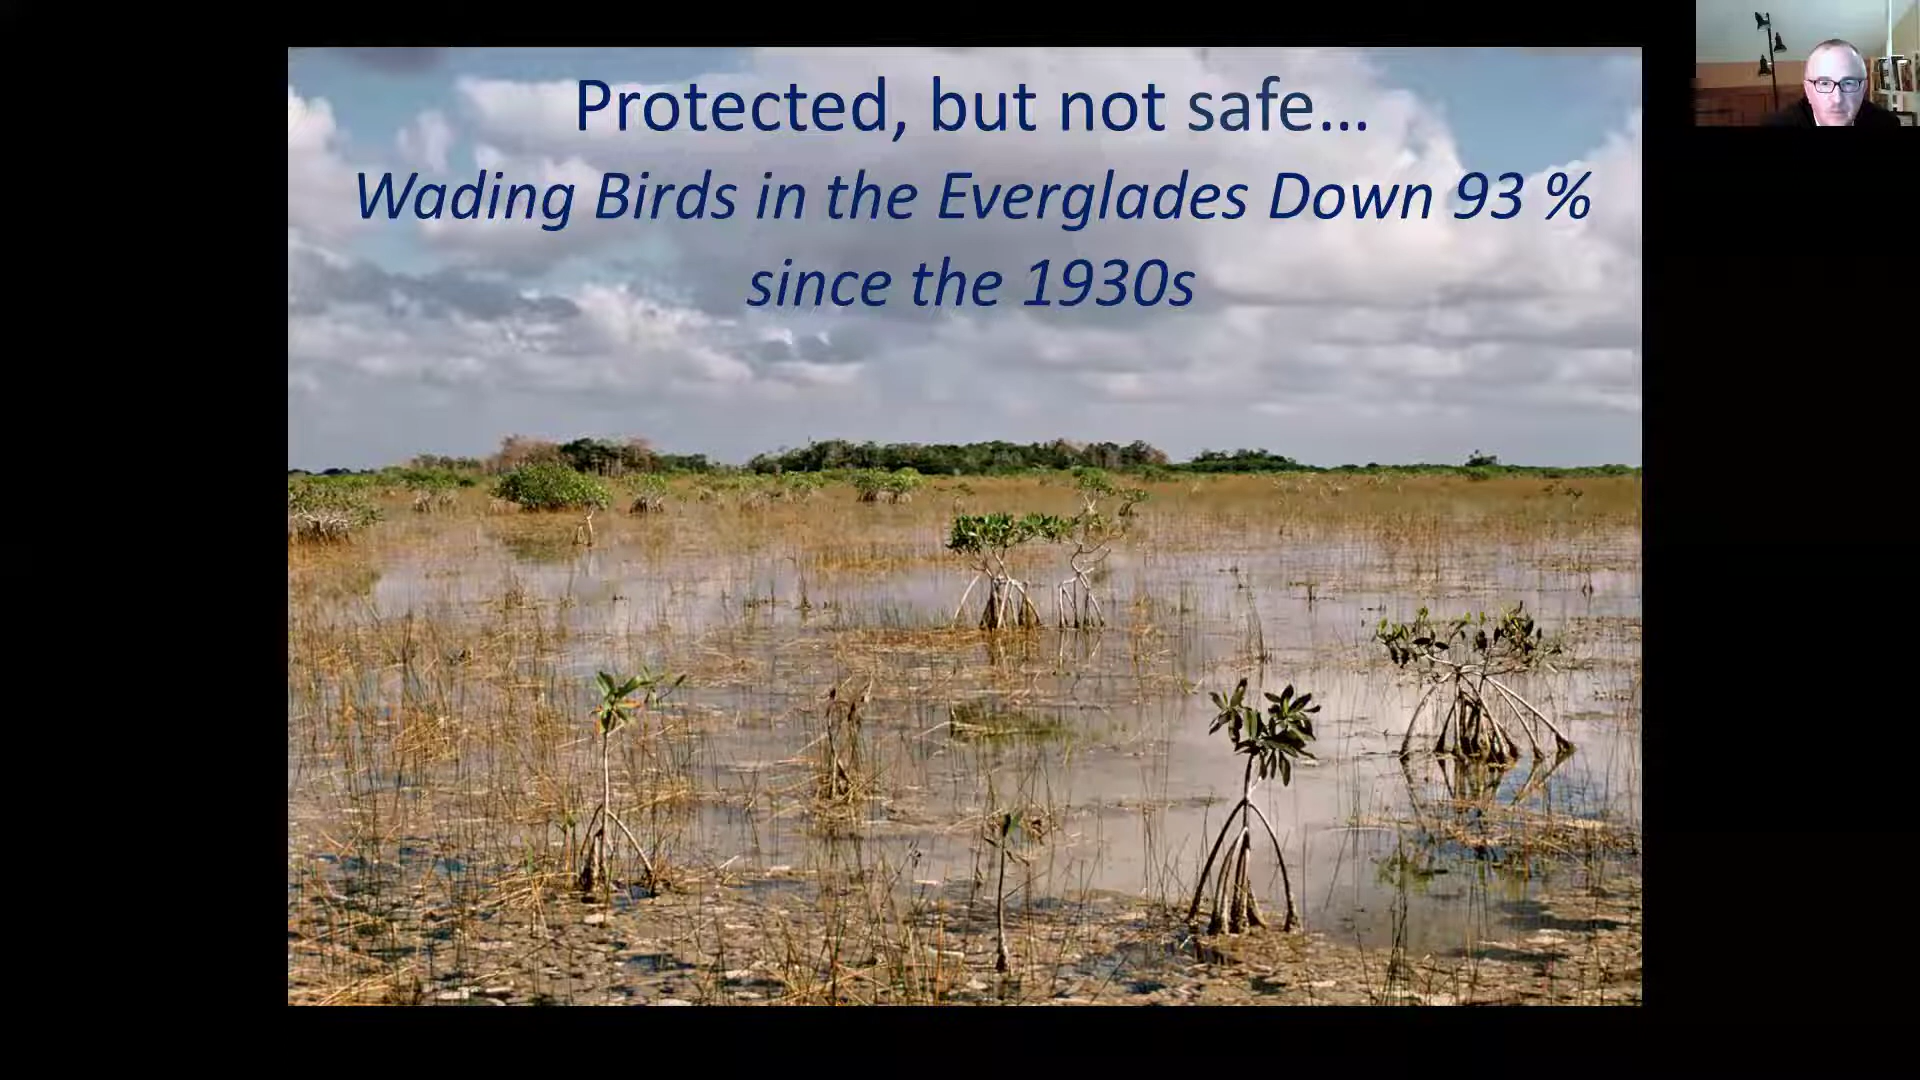 Protected, but not safe...
Wading Birds in the Everglades Down 93 %
since the 1930s